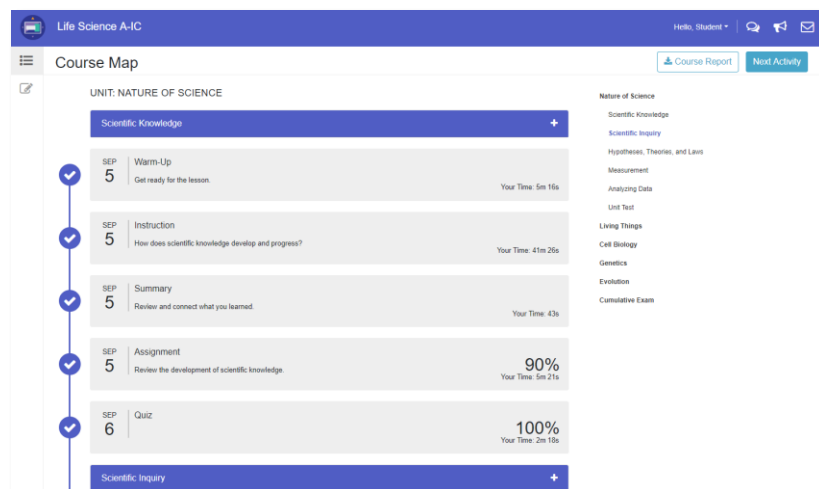 Life Science A-IC
Hello, Student
Course Map
Course Report
Next Activity
UNIT: NATURE OF SCIENCE
Scientific Knowledge
+
SEP
5
Warm-Up
Get ready for the lesson.
Your Time: 5m 16s
SEP
5
Instruction
How does scientific knowledge develop and progress?
Your Time: 41m 26s
SEP
5
Summary
Review and connect what you learned.
Your Time: 43s
SEP
5
Assignment
Review the development of scientific knowledge.
90%
Your Time: 5m 21s
SEP
6
Quiz
100%
Your Time: 2m 18s
Scientific Inquiry
+
Nature of Science
Scientific Knowledge
Scientific Inquiry
Hypotheses, Theories, and Laws
Measurement
Analyzing Data
Unit Test
Living Things
Cell Biology
Genetics
Evolution
Cumulative Exam